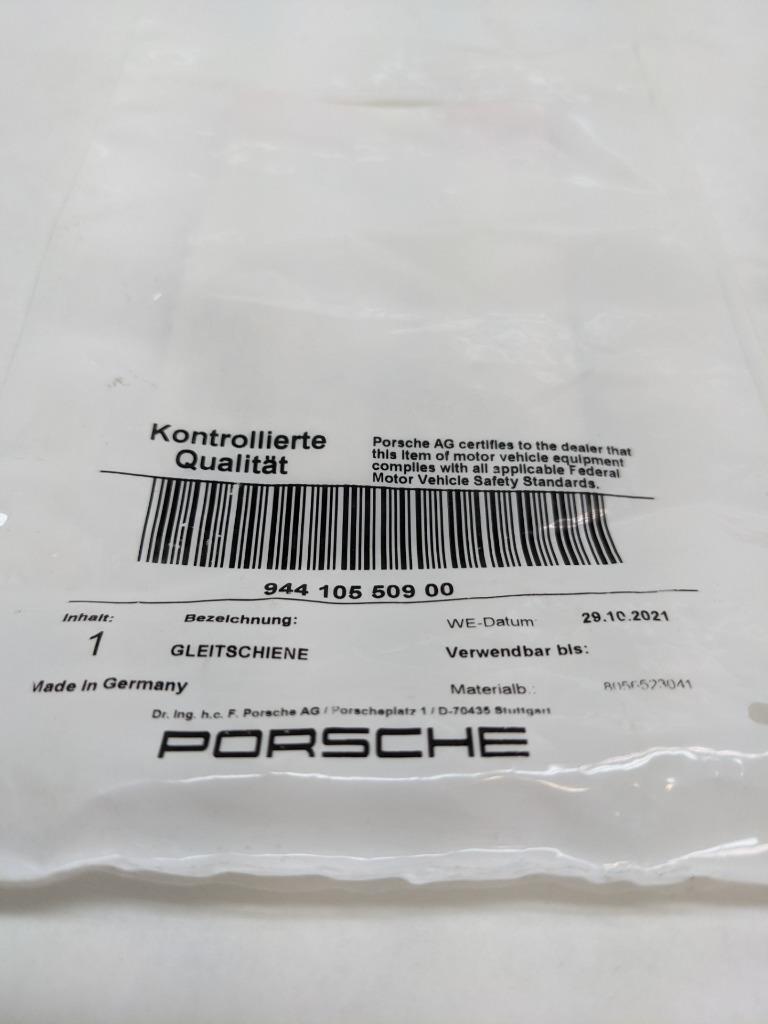 Kontrollierte
Qualität
Porsche AG certifies to the dealer that
this item of motor vehicle equipment
complies with all applicable Federal
Motor Vehicle Safety Standards.
944 105 509 00
Inhalt:
1
Bezeichnung:
GLEITSCHIENE
WE-Datum
29.10.2021
Verwendbar bis:
Made in Germany
Materialb.:
8056523041
Dr. Ing. h.c. F. Porsche AG / Porscheplatz 1 / D-70435 Stuttgart
PORSCHE